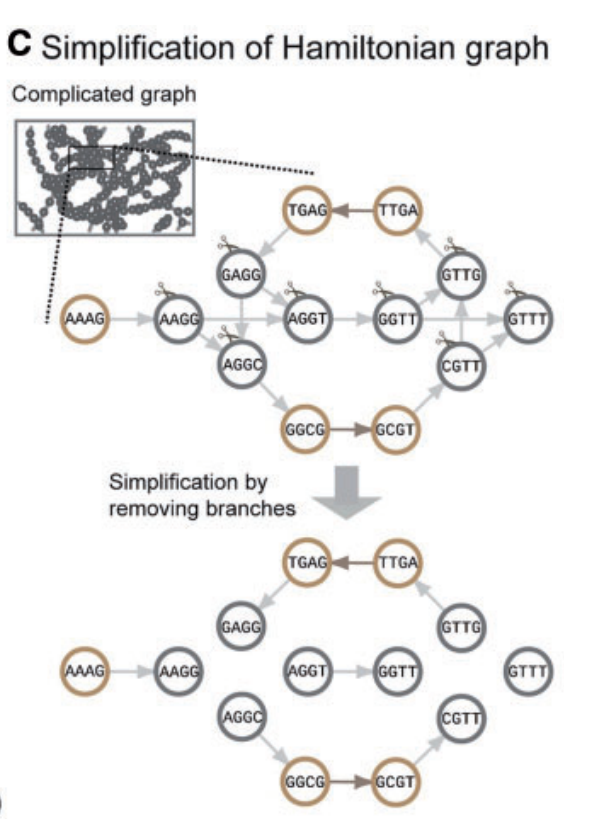 C Simplification of Hamiltonian graph
Complicated graph
TGAG TTGA
GAGG GTTG
AAAG AAGG AGGT GGTT GTTT
AGGC CGTT
GGCG GCGT
Simplification by
removing branches
TGAG TTGA
GAGG GTTG
AAAG AAGG AGGT GGTT GTTT
AGGC CGTT
GGCG GCGT